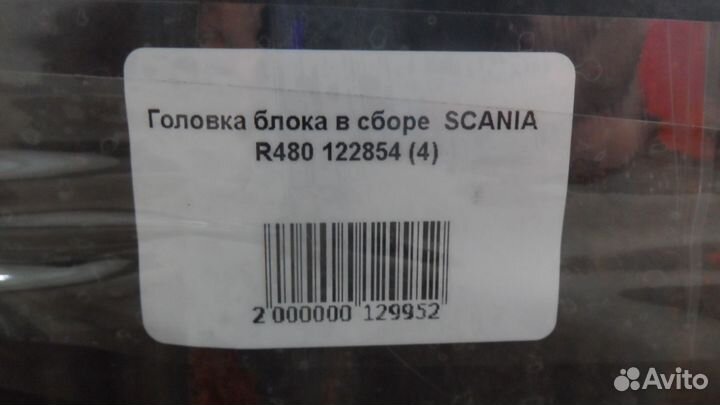 Головка блока в сборе SCANIA
R480 122854 (4)
2 000000 129952
Avito